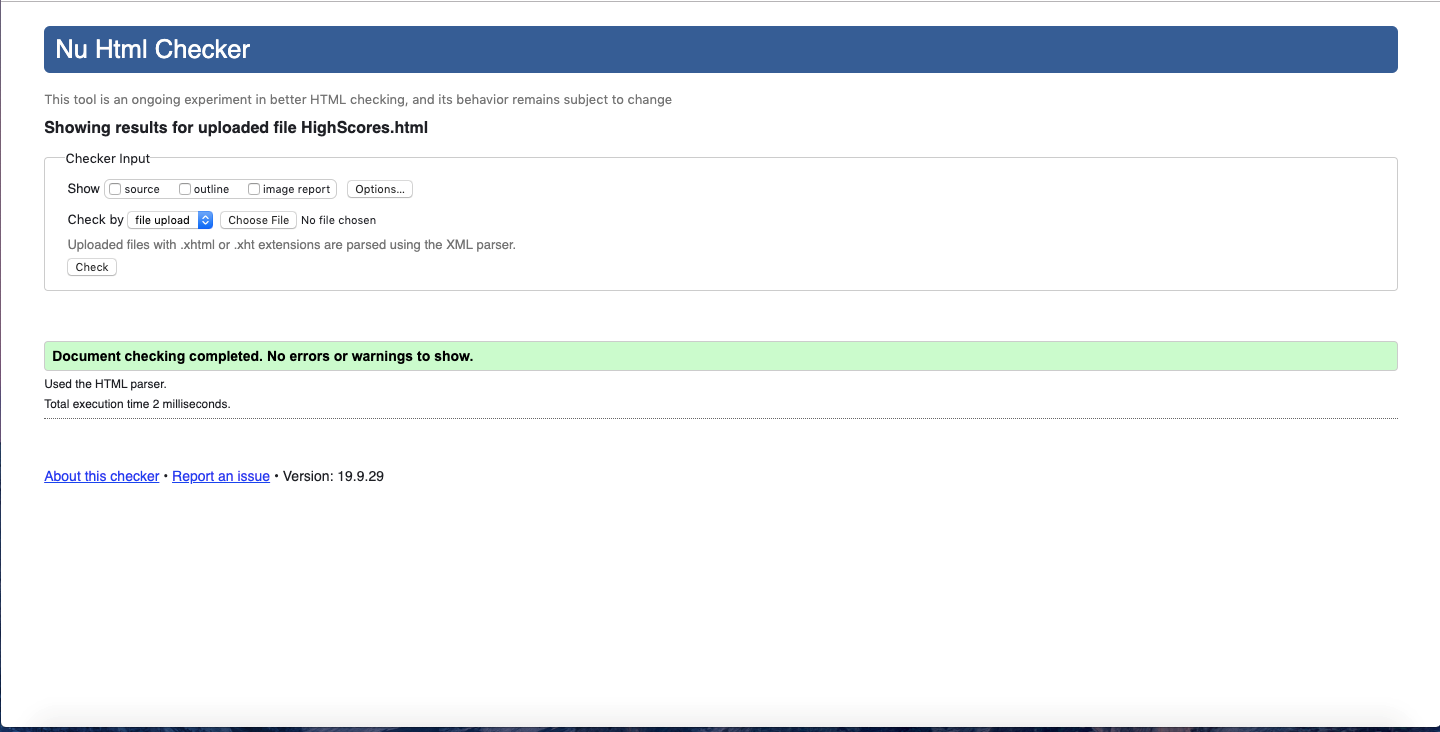 Nu Html Checker
This tool is an ongoing experiment in better HTML checking, and its behavior remains subject to change
Showing results for uploaded file HighScores.html
Checker Input
Show source outline image report Options...
Check by file upload Choose File No file chosen
Uploaded files with .xhtml or .xht extensions are parsed using the XML parser.
Check
Document checking completed. No errors or warnings to show.
Used the HTML parser.
Total execution time 2 milliseconds.
About this checker • Report an issue • Version: 19.9.29